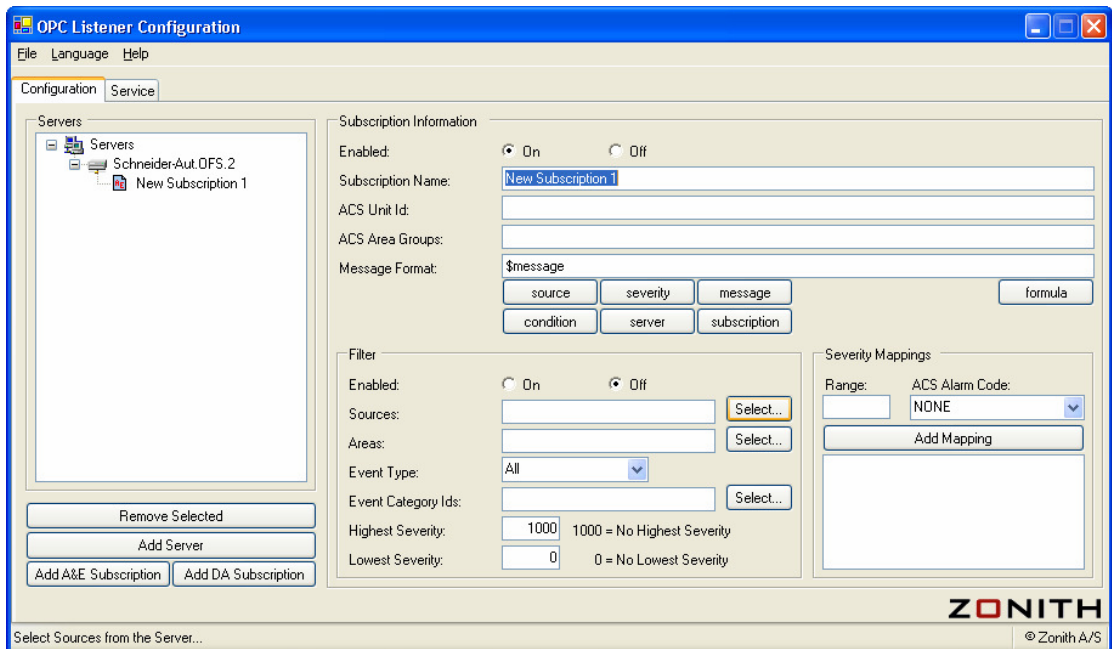 OPC Listener Configuration
File Language Help
Configuration Service
Servers
Servers
Schneider-Aut.OFS.2
New Subscription 1
Remove Selected
Add Server
Add A&E Subscription Add DA Subscription
Subscription Information
Enabled: On Off
Subscription Name: New Subscription 1
ACS Unit Id:
ACS Area Groups:
Message Format: $message
source severity message formula
condition server subscription
Filter
Enabled: On Off
Sources: Select...
Areas: Select...
Event Type: All
Event Category Ids: Select...
Highest Severity: 1000 1000 = No Highest Severity
Lowest Severity: 0 0 = No Lowest Severity
Severity Mappings
Range: ACS Alarm Code:
NONE
Add Mapping
ZONITH
Select Sources from the Server... © Zonith A/S